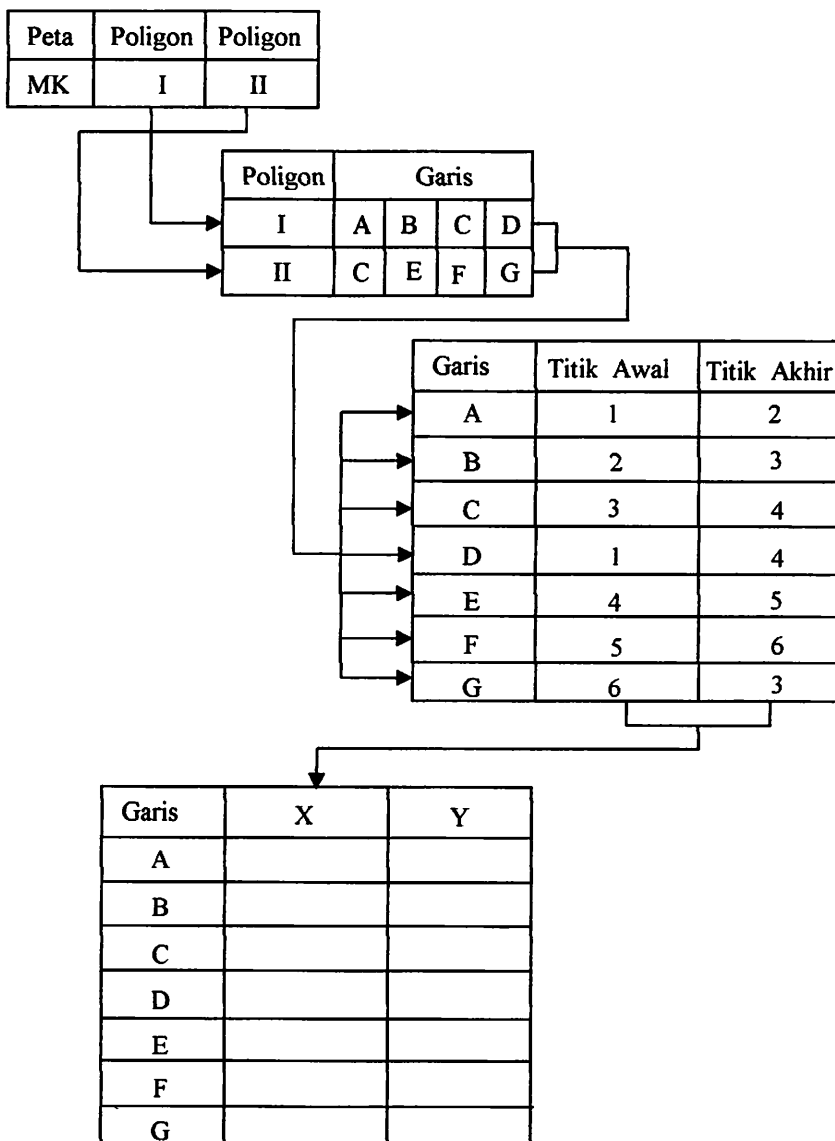 Peta Poligon Poligon
MK I II
Poligon Garis
I A B C D
II C E F G
Garis Titik Awal Titik Akhir
A 1 2
B 2 3
C 3 4
D 1 4
E 4 5
F 5 6
G 6 3
Garis X Y
A
B
C
D
E
F
G